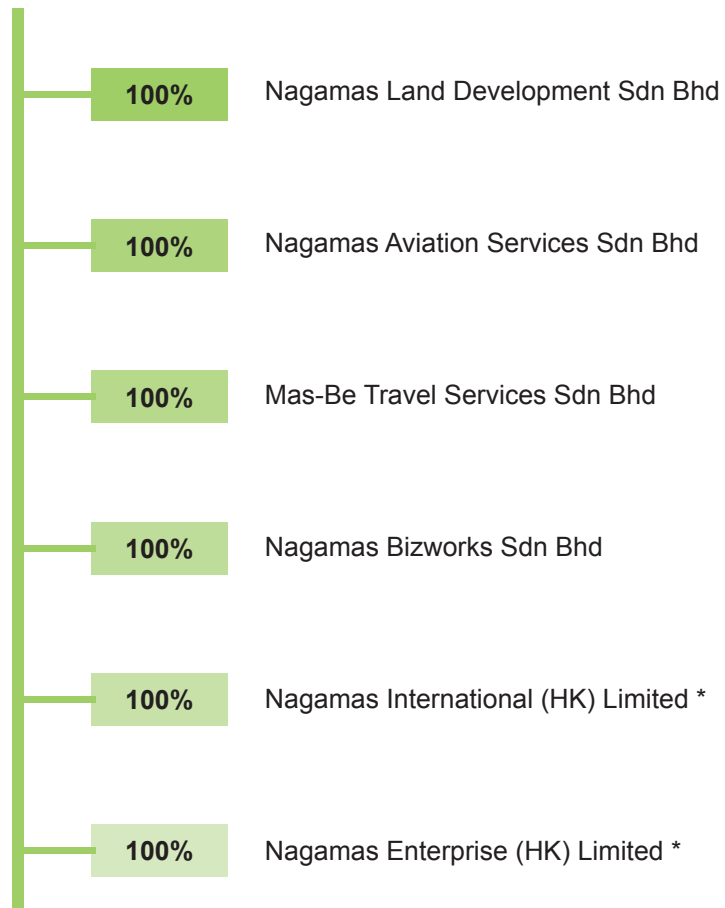 100% Nagamas Land Development Sdn Bhd
100% Nagamas Aviation Services Sdn Bhd
100% Mas-Be Travel Services Sdn Bhd
100% Nagamas Bizworks Sdn Bhd
100% Nagamas International (HK) Limited *
100% Nagamas Enterprise (HK) Limited *